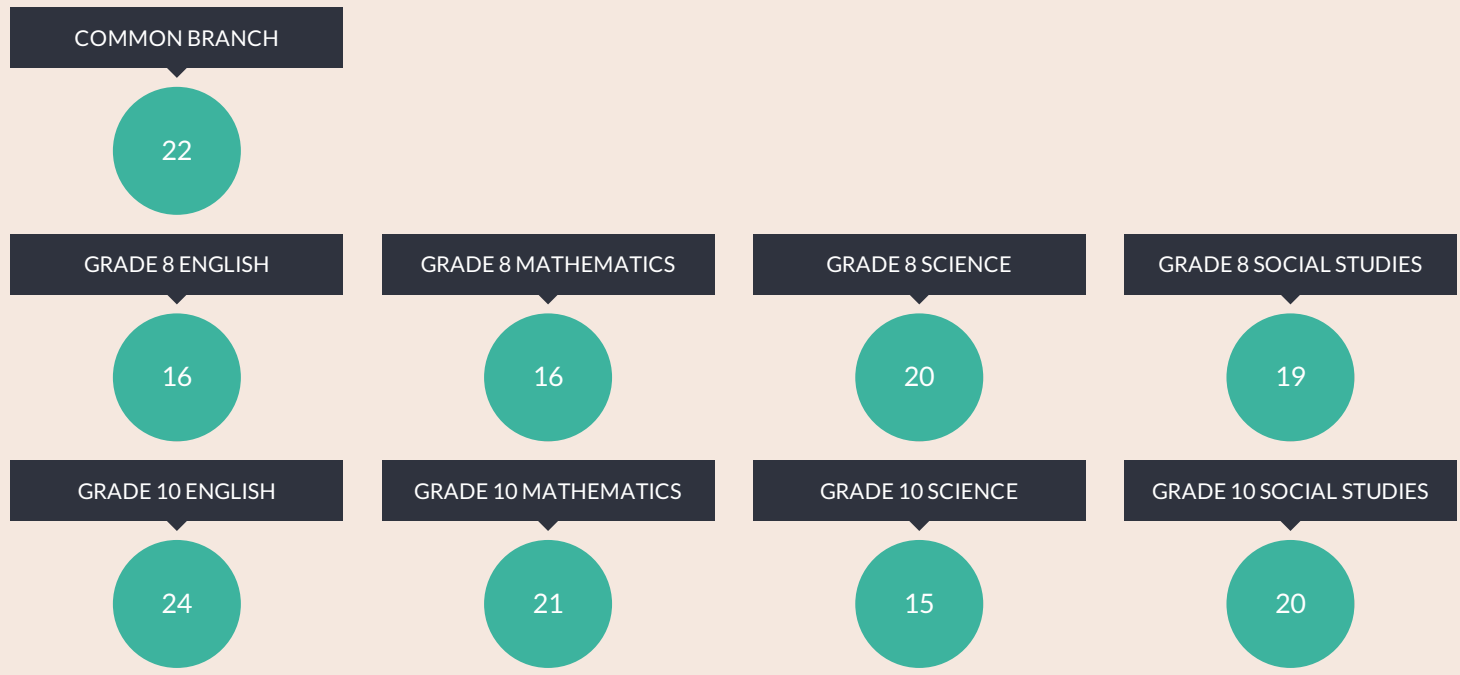 COMMON BRANCH
22
GRADE 8 ENGLISH
16
GRADE 8 MATHEMATICS
16
GRADE 8 SCIENCE
20
GRADE 8 SOCIAL STUDIES
19
GRADE 10 ENGLISH
24
GRADE 10 MATHEMATICS
21
GRADE 10 SCIENCE
15
GRADE 10 SOCIAL STUDIES
20